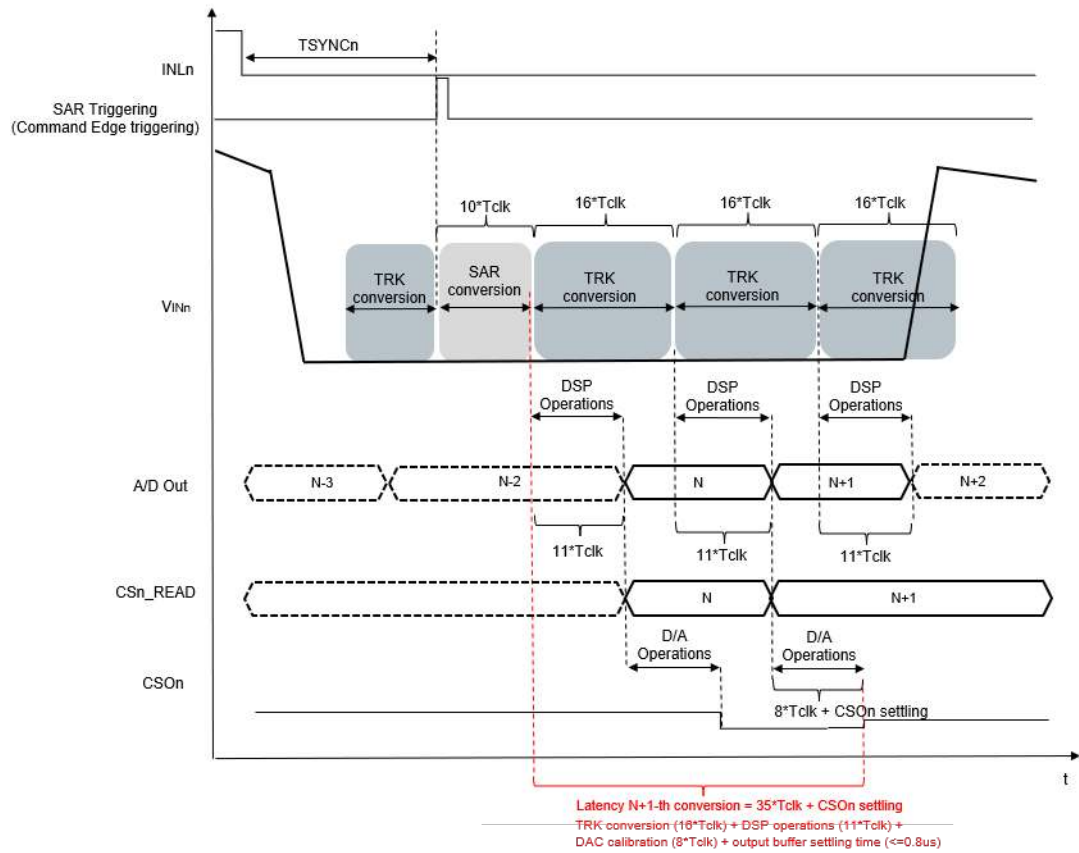 TSYNCn
INLn
SAR Triggering
(Command Edge triggering)
10*Tclk
16*Tclk
16*Tclk
16*Tclk
TRK
conversion
SAR
conversion
TRK
conversion
TRK
conversion
TRK
conversion
VINn
DSP
Operations
DSP
Operations
DSP
Operations
A/D Out
N-3
N-2
N
N+1
N+2
11*Tclk
11*Tclk
11*Tclk
CSn_READ
N
N+1
D/A
Operations
D/A
Operations
CSOn
8*Tclk + CSOn settling
t
Latency N+1-th conversion = 35*Tclk + CSOn settling
TRK conversion (16*Tclk) + DSP operations (11*Tclk) +
DAC calibration (8*Tclk) + output buffer settling time (<=0.8us)